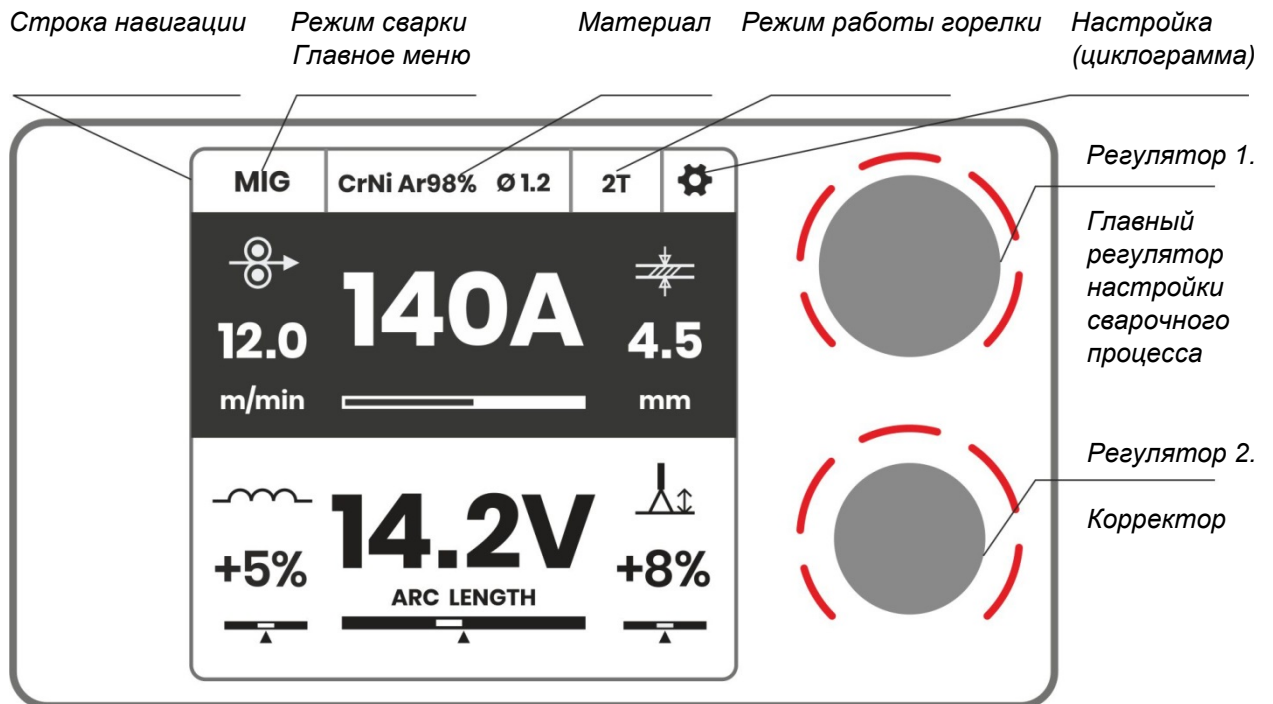 Строка навигации
Режим сварки
Главное меню
Материал
Режим работы горелки
Настройка
(циклограмма)
MIG
CrNi Ar98% Ø 1.2
2T
Регулятор 1.
Главный
регулятор
настройки
сварочного
процесса
12.0
m/min
140A
4.5
mm
Регулятор 2.
Корректор
+5%
14.2V
ARC LENGTH
+8%